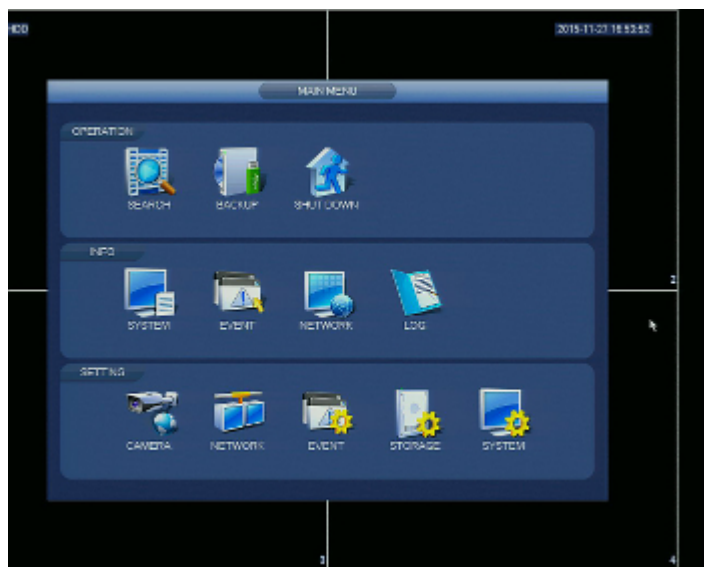 HDD 2015-11-27 16:53:52
MAIN MENU
OPERATION
SEARCH BACKUP SHUTDOWN
INFO
SYSTEM EVENT NETWORK LOG
2
SETTING
CAMERA NETWORK EVENT STORAGE SYSTEM
3 4